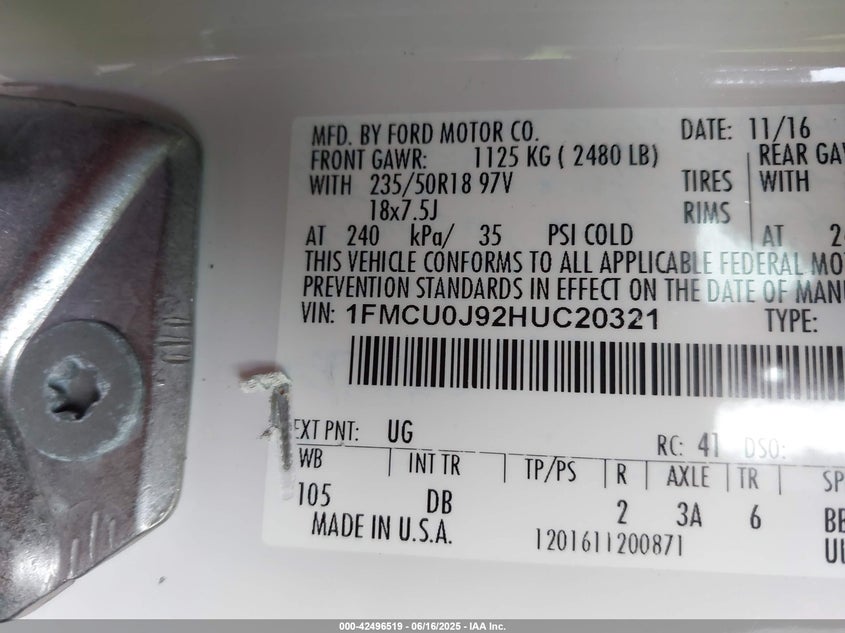 MFD. BY FORD MOTOR CO. DATE: 11/16
FRONT GAWR: 1125 KG ( 2480 LB) REAR
WITH 235/50R18 97V TIRES WITH
18x7.5J RIMS
AT 240 kPa/ 35 PSI COLD AT
THIS VEHICLE CONFORMS TO ALL APPLICABLE FEDERAL
PREVENTION STANDARDS IN EFFECT ON THE DATE OF
VIN: 1FMCU0J92HUC20321 TYPE:
EXT PNT: UG RC: 41 DSO:
WB INT TR TP/PS R AXLE TR
105 DB 2 3A 6
MADE IN U.S.A. 1201611200871
000-42496519 / 06/16/2025 - IAA Inc.